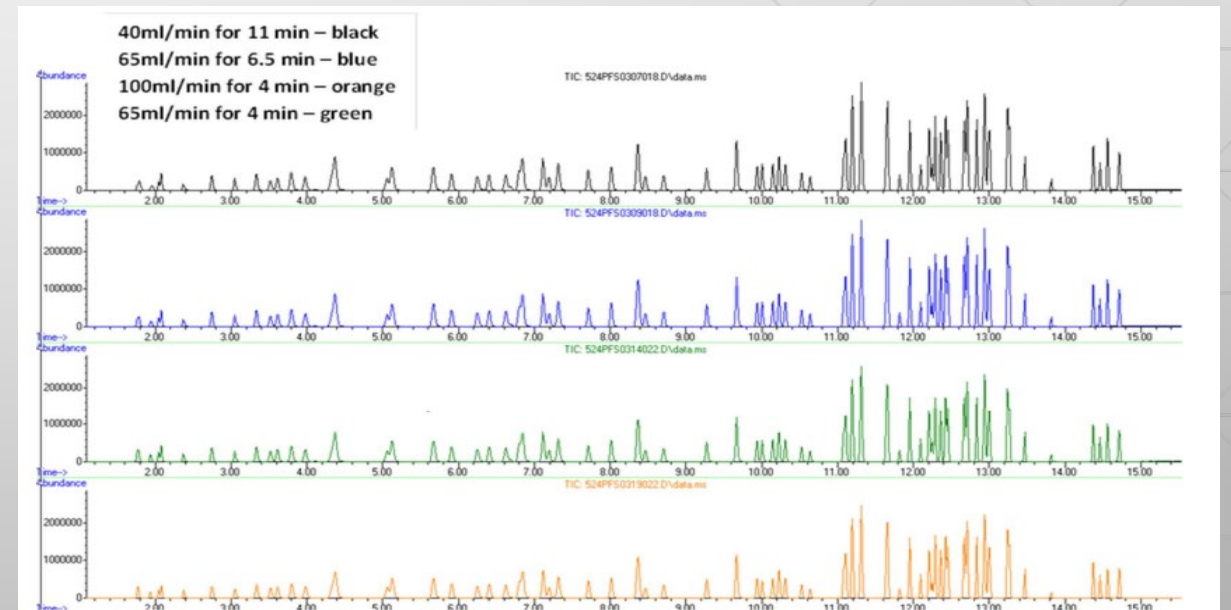 40ml/min for 11 min – black
65ml/min for 6.5 min – blue
100ml/min for 4 min – orange
65ml/min for 4 min – green
TIC: 524PFS0307018.D\data.ms
2000000
1000000
0
2.00 3.00 4.00 5.00 6.00 7.00 8.00 9.00 10.00 11.00 12.00 13.00 14.00 15.00
Time-->
TIC: 524PFS0309018.D\data.ms
2000000
1000000
0
2.00 3.00 4.00 5.00 6.00 7.00 8.00 9.00 10.00 11.00 12.00 13.00 14.00 15.00
Time-->
TIC: 524PFS0314022.D\data.ms
2000000
1000000
0
2.00 3.00 4.00 5.00 6.00 7.00 8.00 9.00 10.00 11.00 12.00 13.00 14.00 15.00
Time-->
TIC: 524PFS0319022.D\data.ms
2000000
1000000
0
2.00 3.00 4.00 5.00 6.00 7.00 8.00 9.00 10.00 11.00 12.00 13.00 14.00 15.00